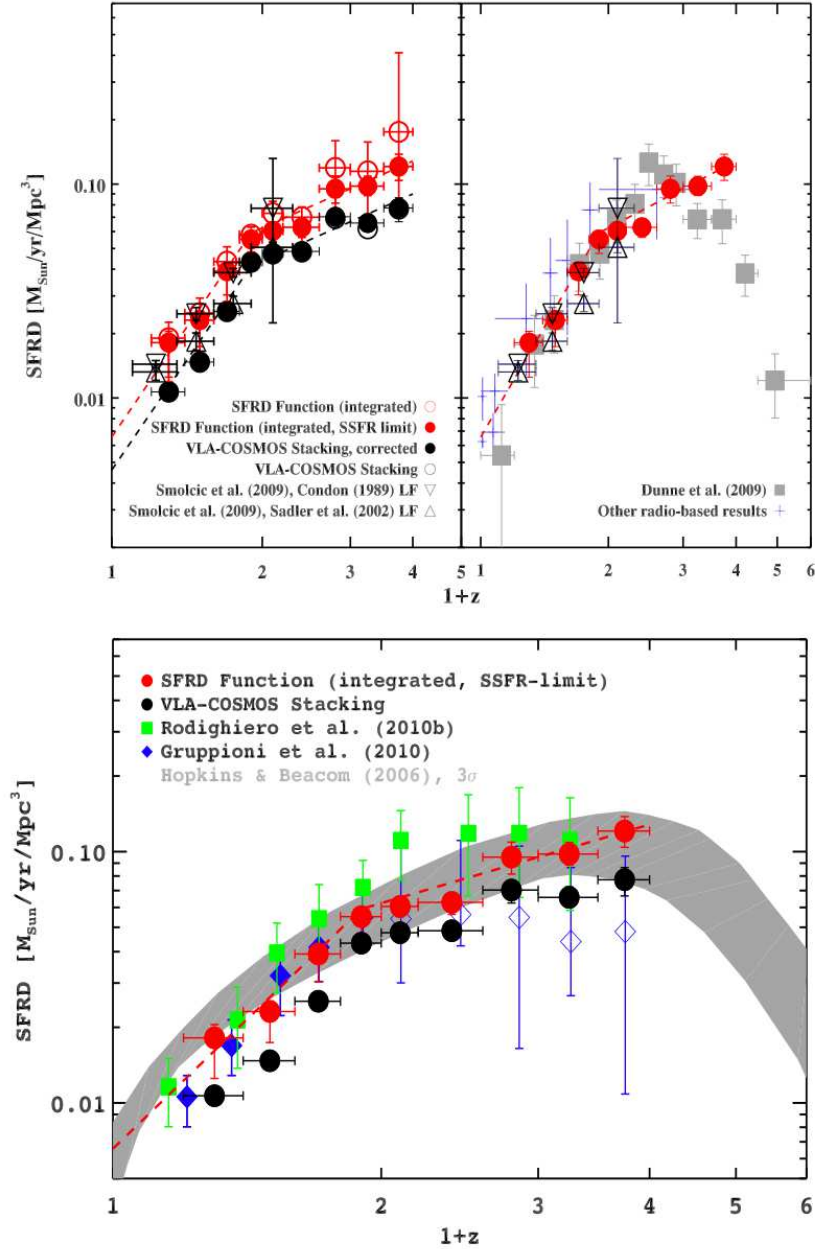 SFRD [M_Sun/yr/Mpc^3]
0.10
0.01
SFRD Function (integrated)
SFRD Function (integrated, SSFR limit)
VLA-COSMOS Stacking, corrected
VLA-COSMOS Stacking
Smolcic et al. (2009), Condon (1989) LF
Smolcic et al. (2009), Sadler et al. (2002) LF
Dunne et al. (2009)
Other radio-based results
1 2 3 4 5
1 2 3 4 5 6
1+z
SFRD Function (integrated, SSFR-limit)
VLA-COSMOS Stacking
Rodighiero et al. (2010b)
Gruppioni et al. (2010)
Hopkins & Beacom (2006), 3σ
SFRD [M_Sun/yr/Mpc^3]
0.10
0.01
1 2 3 4 5 6
1+z